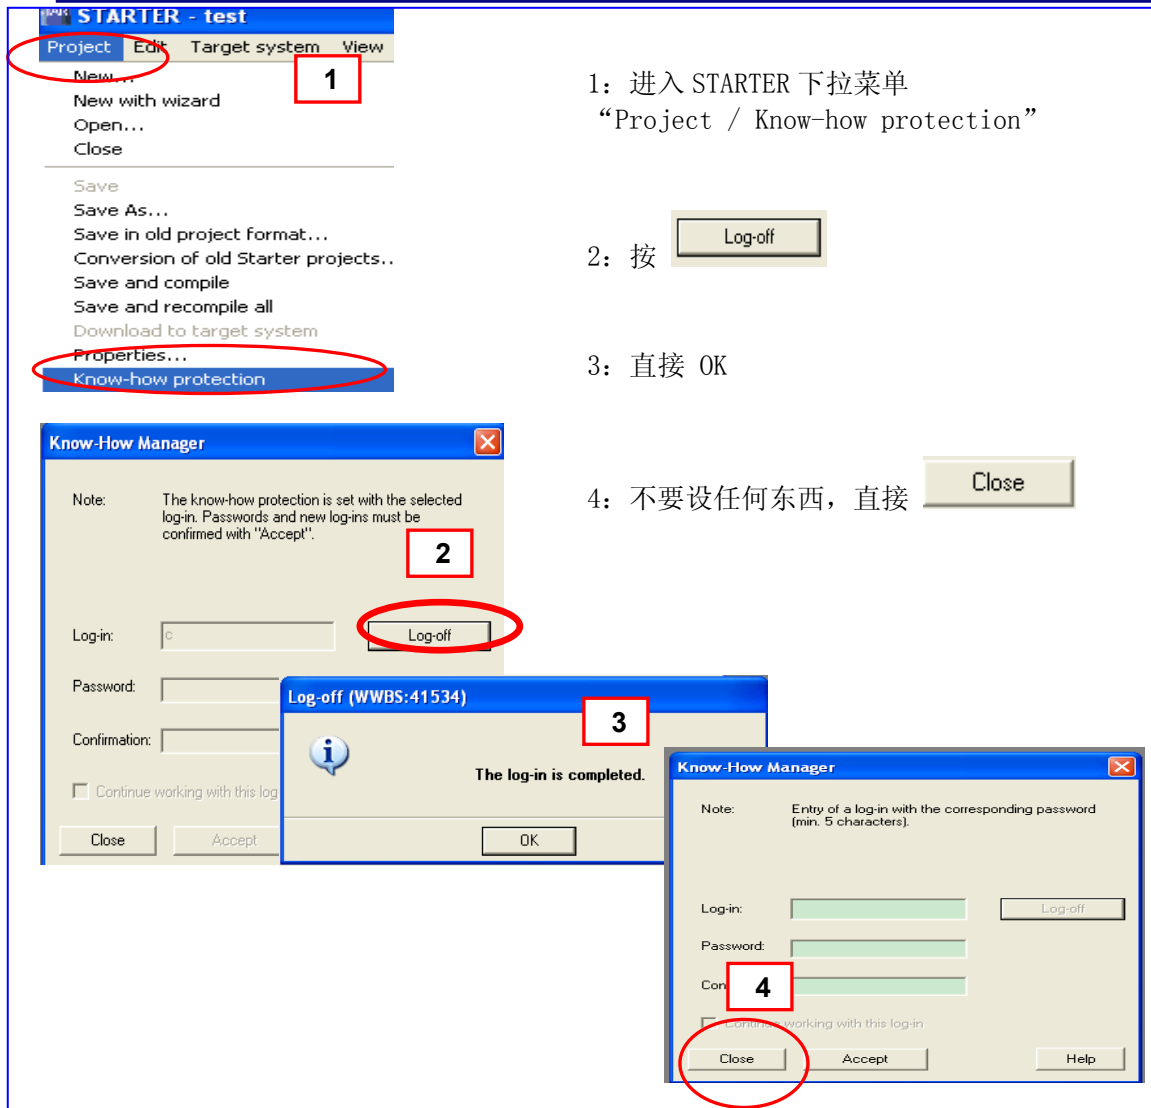 STARTER - test
Project Edit Target system View
1
New...
New with wizard
Open...
Close
Save
Save As...
Save in old project format...
Conversion of old Starter projects..
Save and compile
Save and recompile all
Download to target system
Properties...
Know-how protection
1：进入 STARTER 下拉菜单
“Project / Know-how protection”
2：按 Log-off
3：直接 OK
4：不要设任何东西，直接 Close
Know-How Manager
Note: The know-how protection is set with the selected
log-in. Passwords and new log-ins must be
confirmed with "Accept".
2
Log-in: c Log-off
Password:
Confirmation:
Continue working with this log
Close Accept
Log-off (WWBS:41534)
3
The log-in is completed.
OK
Know-How Manager
Note: Entry of a log-in with the corresponding password
(min. 5 characters).
Log-in: Log-off
Password:
Con
4
Continue working with this log-in
Close Accept Help